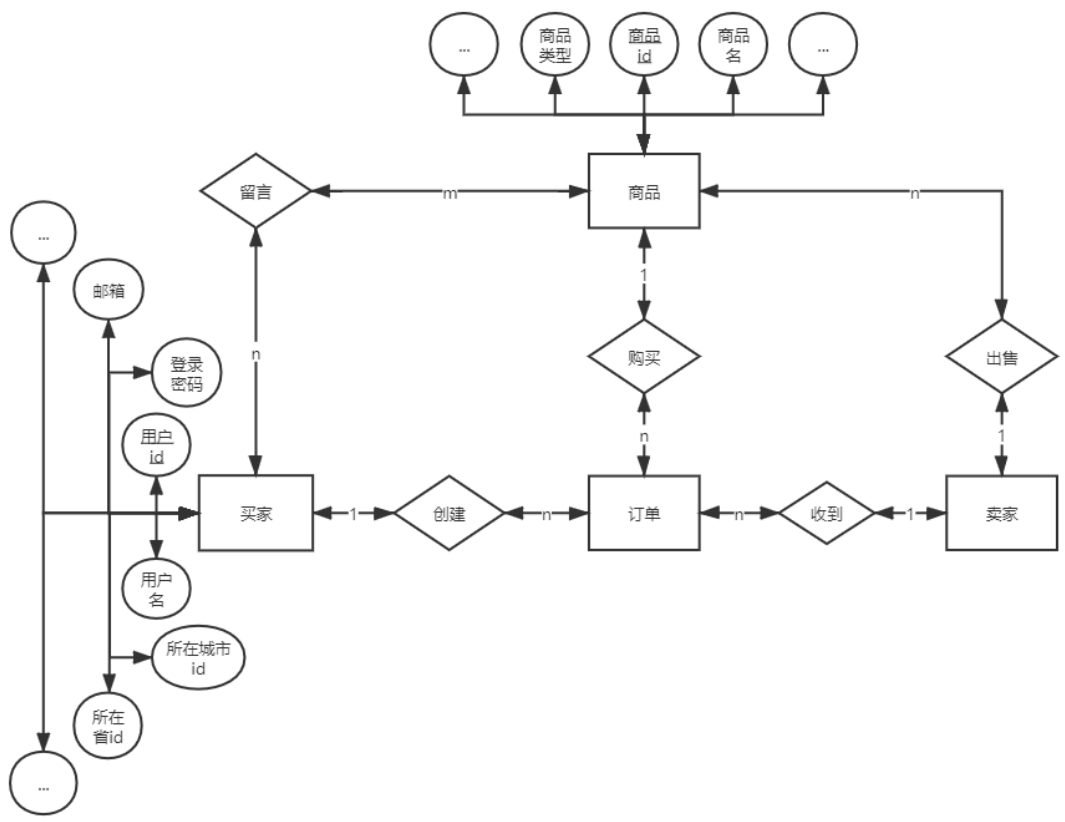 ...
商品
类型
商品
id
商品
名
...
留言
m
商品
n
...
1
邮箱
n
购买
出售
登录
密码
用户
id
n
1
买家
1
创建
n
订单
n
收到
1
卖家
用户
名
所在城市
id
所在
省id
...